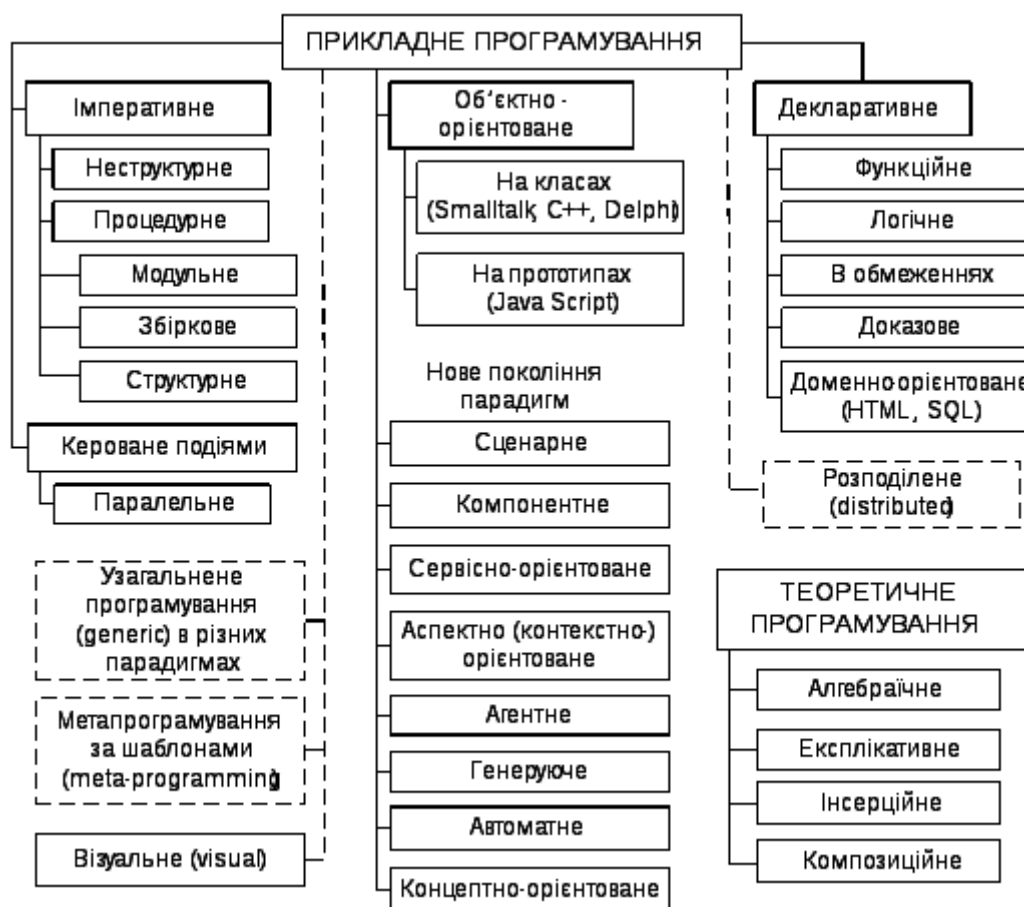 ПРИКЛАДНЕ ПРОГРАМУВАННЯ
Імперативне
Неструктурне
Процедурне
Модульне
Збіркове
Структурне
Кероване подіями
Паралельне
Узагальнене
програмування
(generic) в різних
парадигмах
Метапрограмування
за шаблонами
(meta-programming)
Візуальне (visual)
Об'єктно -
орієнтоване
На класах
(Smalltalk, C++, Delphi)
На прототипах
(Java Script)
Нове покоління
парадигм
Сценарне
Компонентне
Сервісно-орієнтоване
Аспектно (контекстно-)
орієнтоване
Агентне
Генеруюче
Автоматне
Концептно-орієнтоване
Декларативне
Функційне
Логічне
В обмеженнях
Доказове
Доменно-орієнтоване
(HTML, SQL)
Розподілене
(distributed)
ТЕОРЕТИЧНЕ
ПРОГРАМУВАННЯ
Алгебраїчне
Експлікативне
Інсерційне
Композиційне